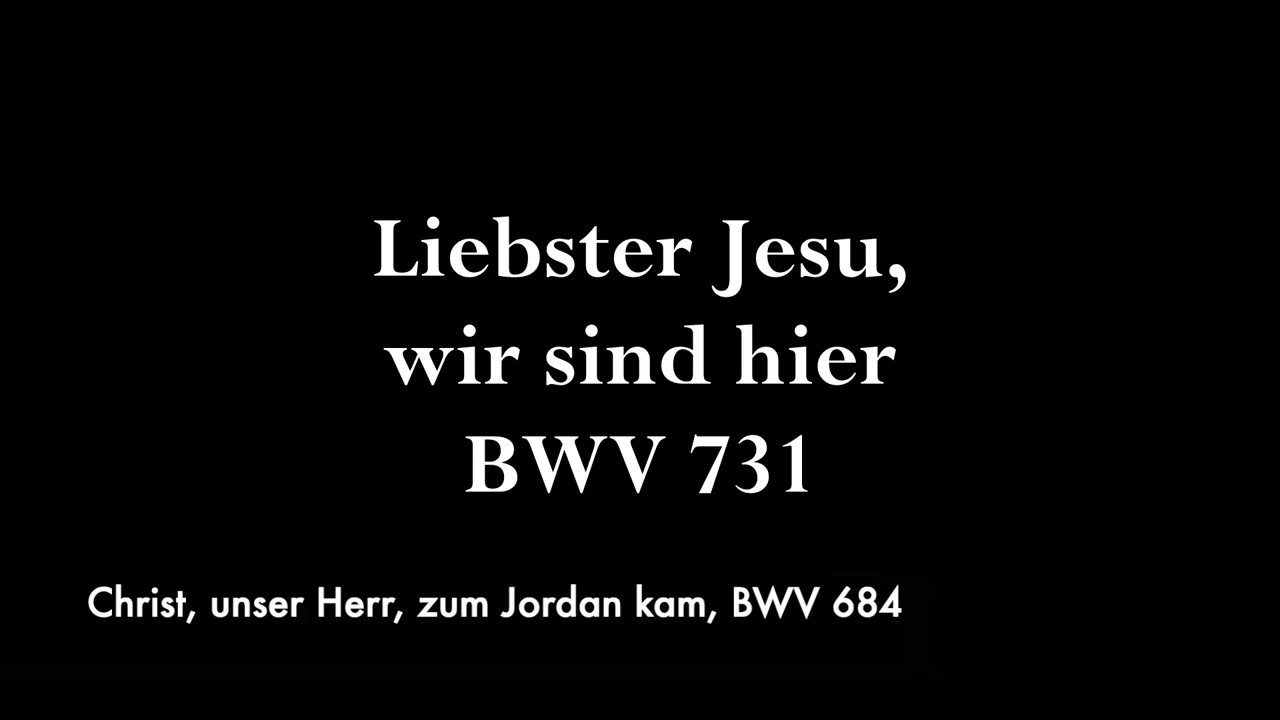 Liebster Jesu,
wir sind hier
BWV 731
Christ, unser Herr, zum Jordan kam, BWV 684